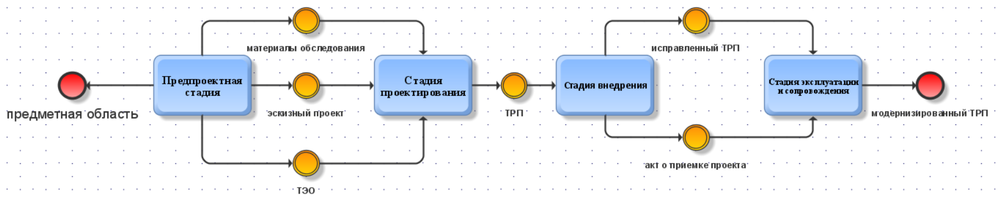 материалы обследования
исправленный ТРП
Предпроектная
стадия
Стадия
проектирования
Стадия внедрения
Стадия эксплуатации
и сопровождения
предметная область
эскизный проект
ТРП
модернизированный ТРП
акт о приемке проекта
ТЭО